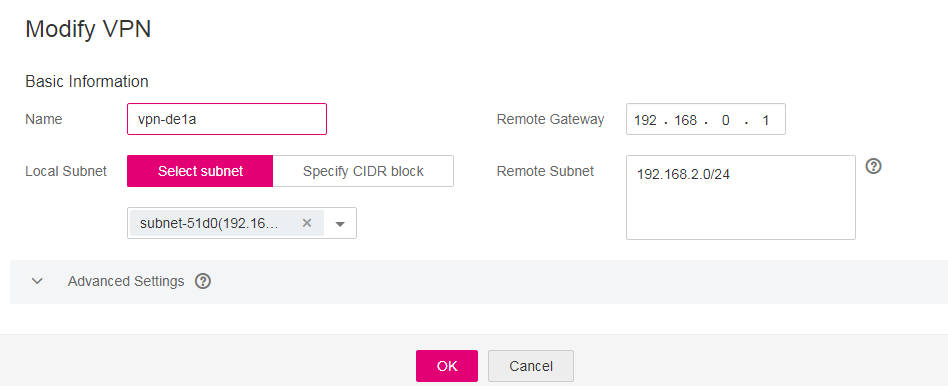 Modify VPN
Basic Information
Name vpn-de1a Remote Gateway 192 . 168 . 0 . 1
Local Subnet Select subnet Specify CIDR block Remote Subnet 192.168.2.0/24
subnet-51d0(192.16...
Advanced Settings
OK Cancel